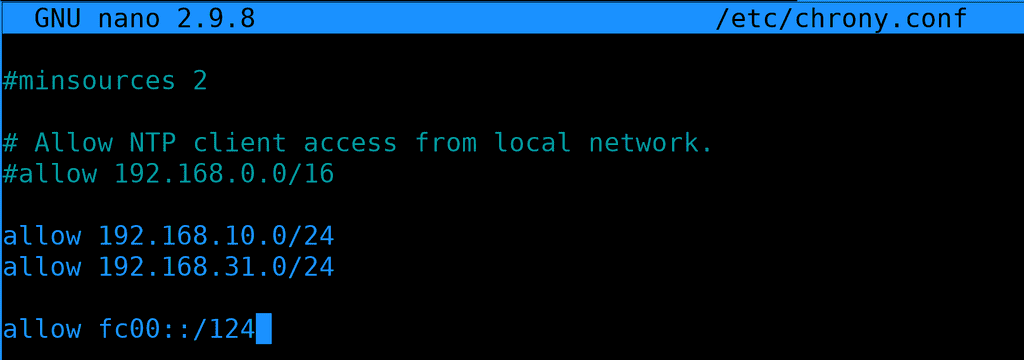 GNU nano 2.9.8 /etc/chrony.conf
#minsources 2
# Allow NTP client access from local network.
#allow 192.168.0.0/16
allow 192.168.10.0/24
allow 192.168.31.0/24
allow fc00::/124